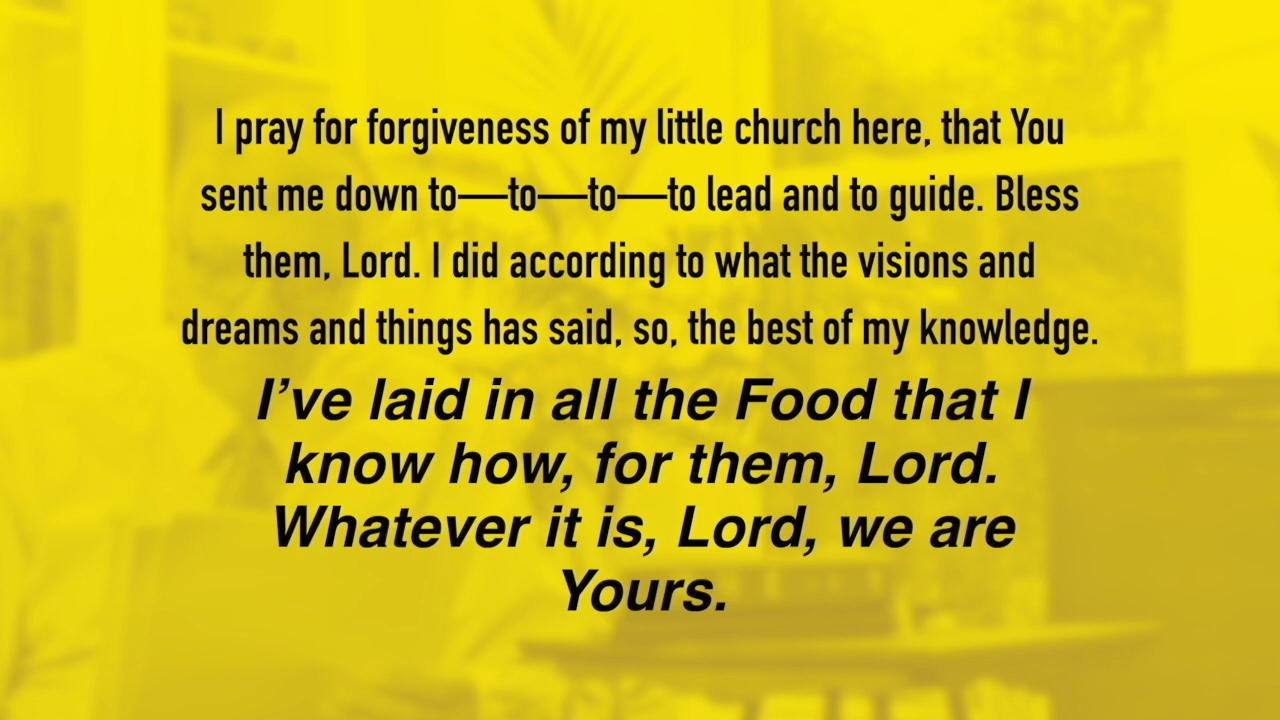 I pray for forgiveness of my little church here, that You
sent me down to—to—to—to lead and to guide. Bless
them, Lord. I did according to what the visions and
dreams and things has said, so, the best of my knowledge.
I’ve laid in all the Food that I
know how, for them, Lord.
Whatever it is, Lord, we are
Yours.